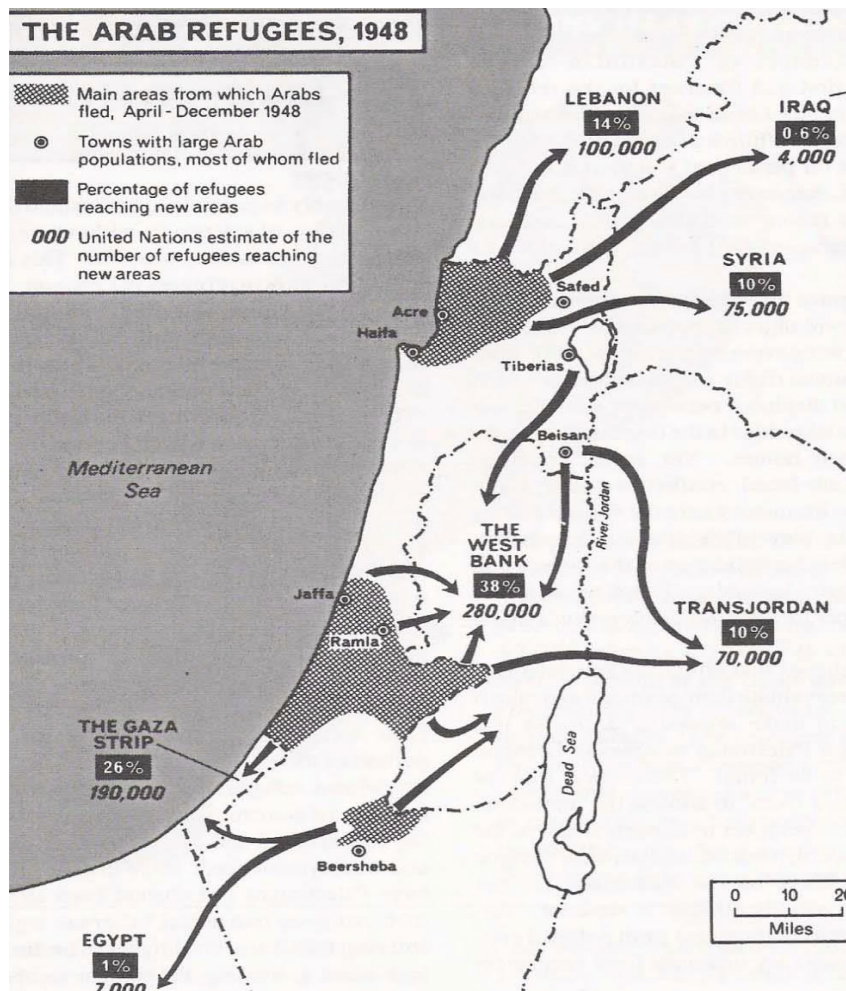 THE ARAB REFUGEES, 1948
Main areas from which Arabs
fled, April - December 1948
Towns with large Arab
populations, most of whom fled
Percentage of refugees
reaching new areas
000 United Nations estimate of the
number of refugees reaching
new areas
LEBANON
14%
100,000
IRAQ
0·6%
4,000
SYRIA
10%
75,000
Safed
Acre
Haifa
Tiberias
Beisan
Mediterranean
Sea
River Jordan
THE
WEST
BANK
38%
280,000
Jaffa
Ramla
TRANSJORDAN
10%
70,000
THE GAZA
STRIP
26%
190,000
Dead Sea
Beersheba
EGYPT
1%
7,000
0 10 20
Miles